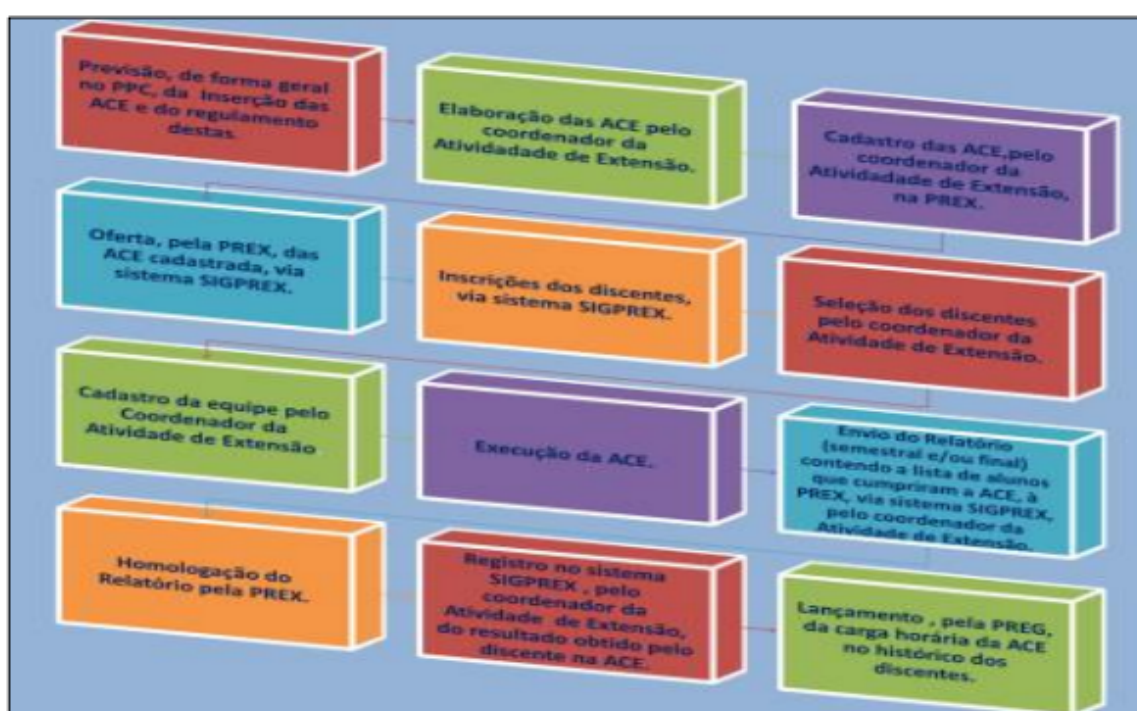 Previsão, de forma geral
no PPC, da Inserção das
ACE e do regulamento
destas.
Elaboração das ACE pelo
coordenador da
Atividadade de Extensão.
Cadastro das ACE,pelo
coordenador da
Atividadade de Extensão,
na PREX.
Oferta, pela PREX, das
ACE cadastrada, via
sistema SIGPREX.
Inscrições dos discentes,
via sistema SIGPREX.
Seleção dos discentes
pelo coordenador da
Atividade de Extensão.
Cadastro da equipe pelo
Coordenador da
Atividade de Extensão
Execução da ACE.
Envio do Relatório
(semestral e/ou final)
contendo a lista de alunos
que cumpriram a ACE, à
PREX, via sistema SIGPREX,
pelo coordenador da
Atividade de Extensão.
Homologação do
Relatório pela PREX.
Registro no sistema
SIGPREX , pelo
coordenador da
Atividade de Extensão,
do resultado obtido pelo
discente na ACE.
Lançamento , pela PREG,
da carga horária da ACE
no histórico dos
discentes.